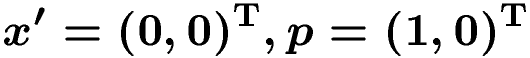 x′ = (0, 0)ᵀ, p = (1, 0)ᵀ